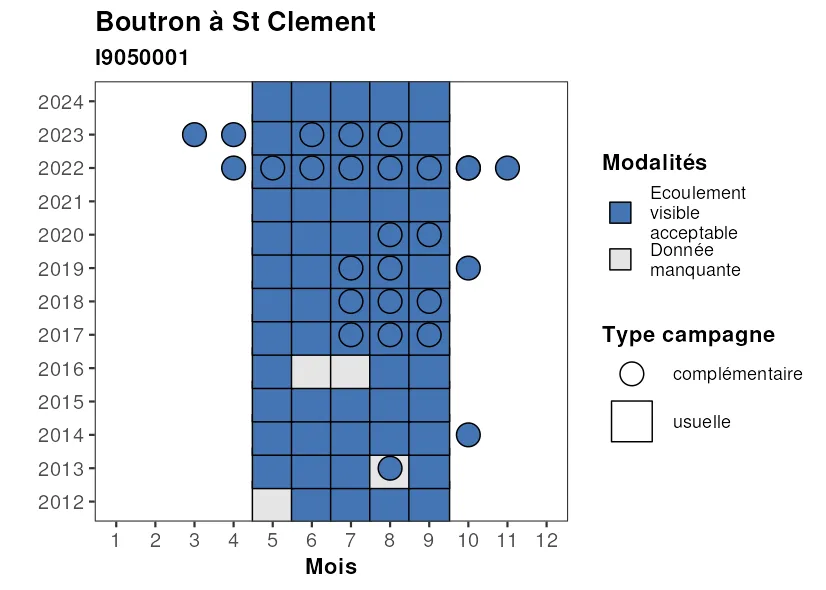 Boutron à St Clement
I9050001
2024
2023
2022
2021
2020
2019
2018
2017
2016
2015
2014
2013
2012
1 2 3 4 5 6 7 8 9 10 11 12
Mois
Modalités
Ecoulement
visible
acceptable
Donnée
manquante
Type campagne
complémentaire
usuelle